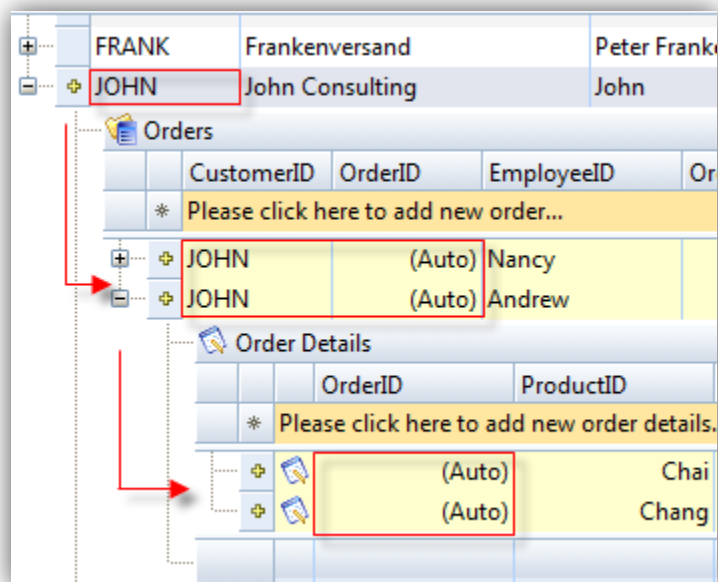 FRANK Frankenversand Peter Frank
JOHN John Consulting John
Orders
CustomerID OrderID EmployeeID Or
* Please click here to add new order...
JOHN (Auto) Nancy
JOHN (Auto) Andrew
Order Details
OrderID ProductID
* Please click here to add new order details.
(Auto) Chai
(Auto) Chang